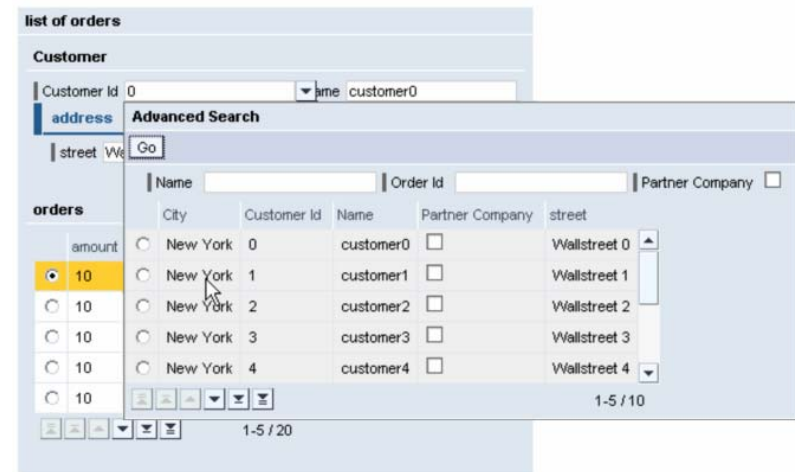 list of orders
Customer
Customer Id 0 ame customer0
address
street Wa
orders
amount
10
10
10
10
10
1-5 / 20
Advanced Search
Go
Name Order Id Partner Company
City Customer Id Name Partner Company street
New York 0 customer0 Wallstreet 0
New York 1 customer1 Wallstreet 1
New York 2 customer2 Wallstreet 2
New York 3 customer3 Wallstreet 3
New York 4 customer4 Wallstreet 4
1-5 / 10